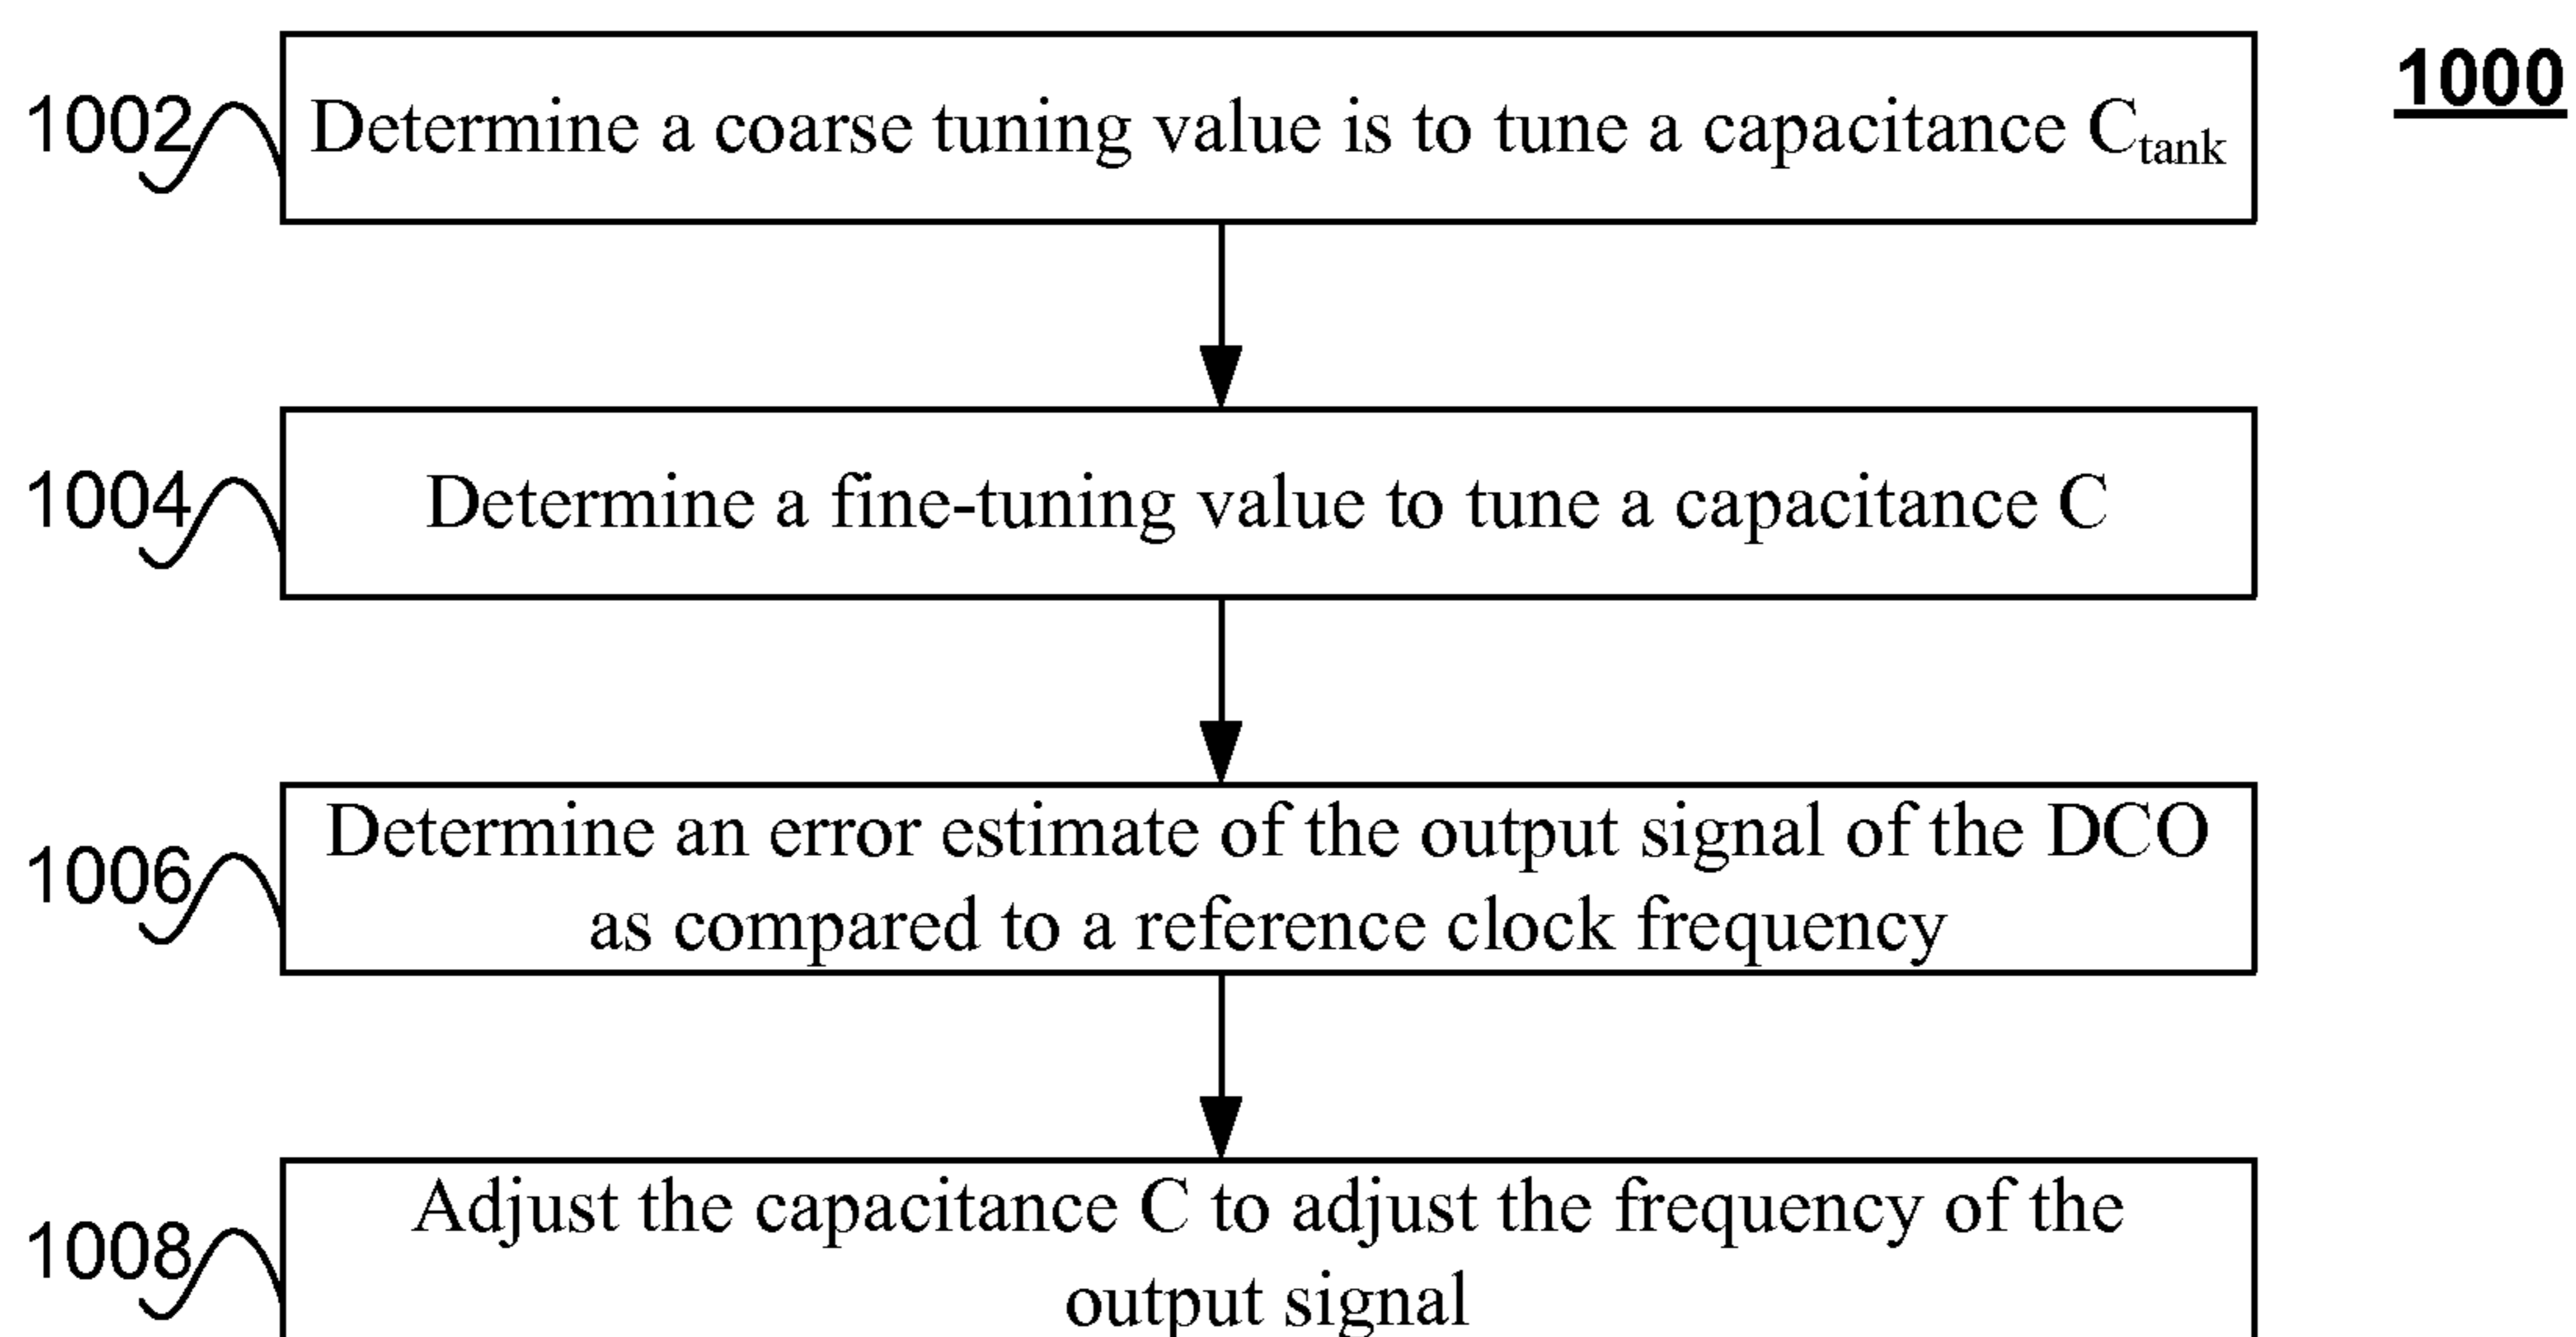 1000
1002 Determine a coarse tuning value is to tune a capacitance Ctank
1004 Determine a fine-tuning value to tune a capacitance C
1006 Determine an error estimate of the output signal of the DCO
as compared to a reference clock frequency
1008 Adjust the capacitance C to adjust the frequency of the
output signal